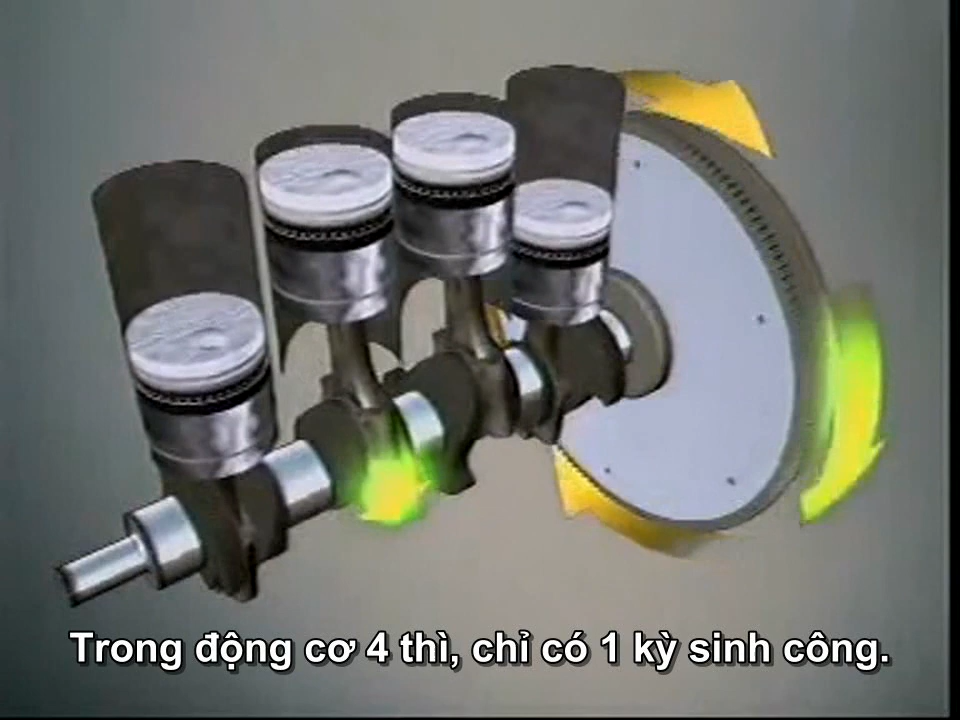 Trong động cơ 4 thì, chỉ có 1 kỳ sinh công.